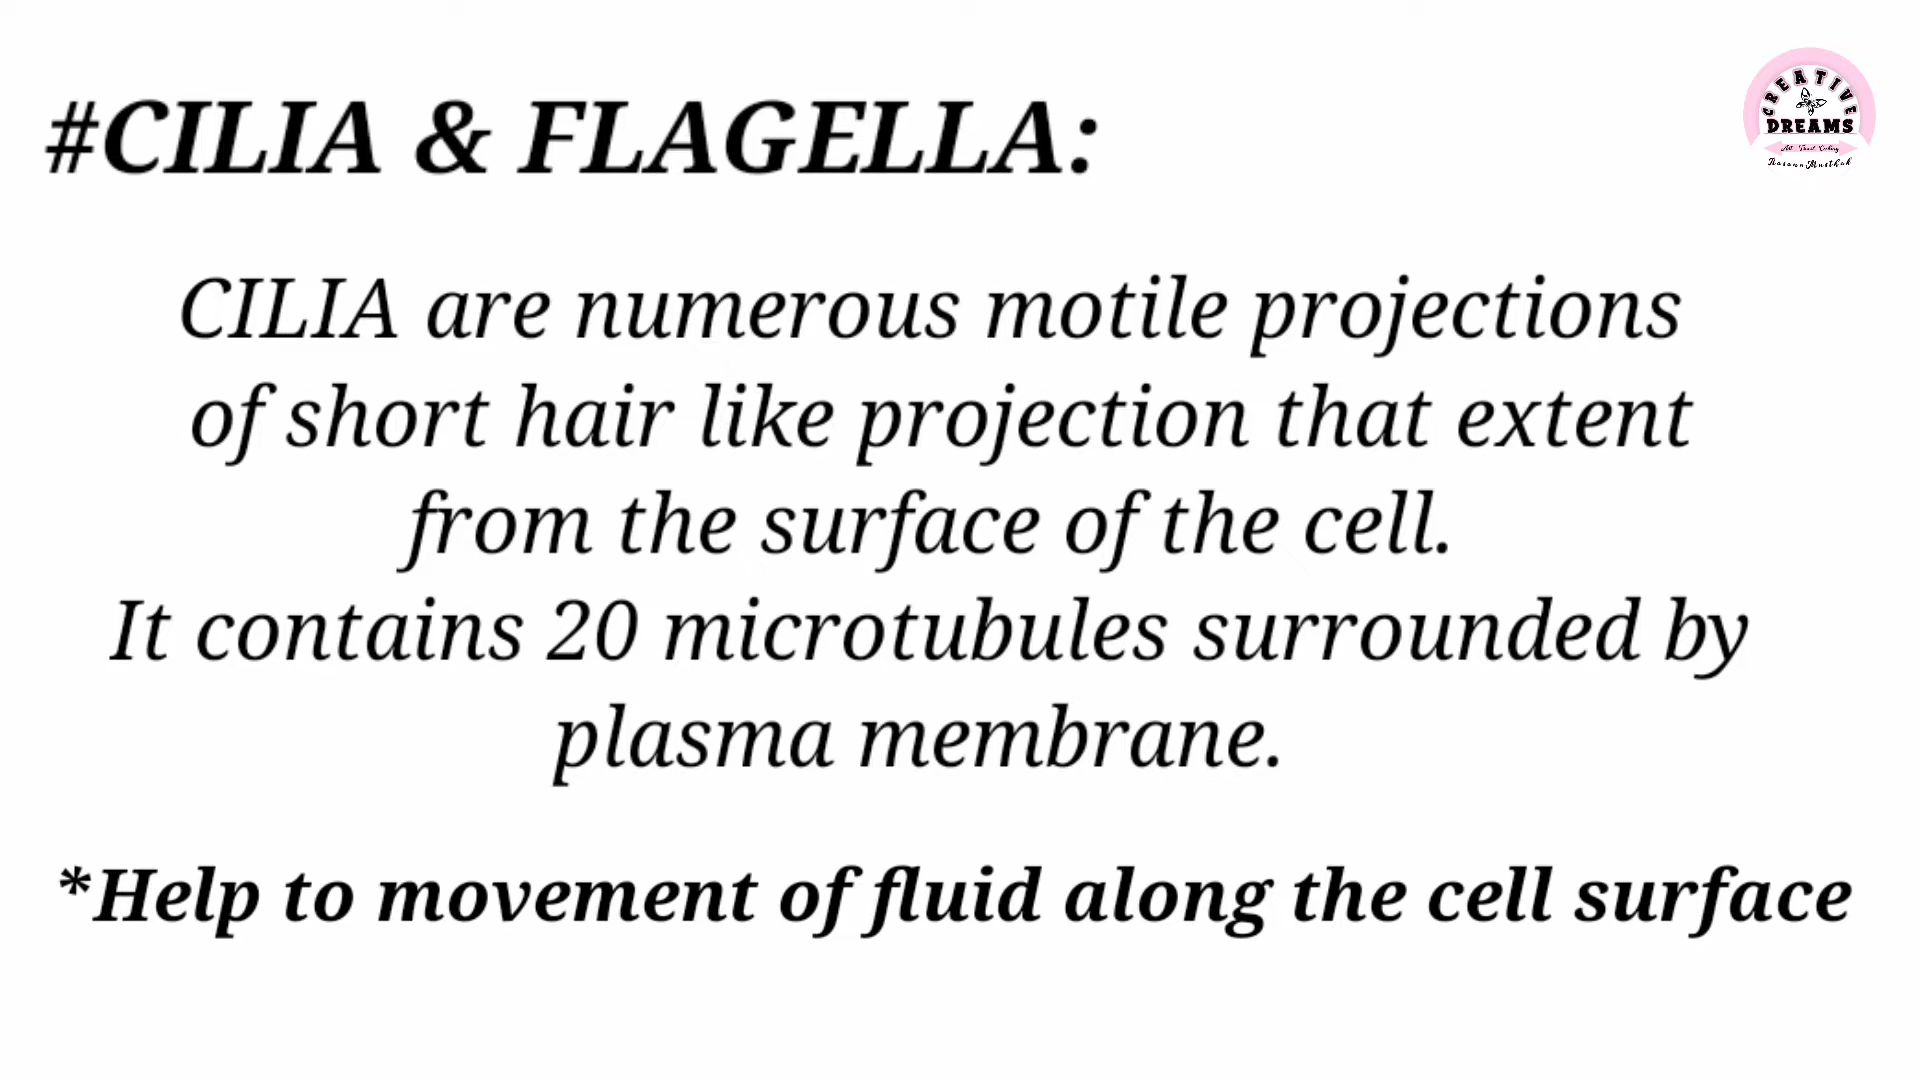 #CILIA & FLAGELLA:
CREATIVE
DREAMS
CILIA are numerous motile projections
of short hair like projection that extent
from the surface of the cell.
It contains 20 microtubules surrounded by
plasma membrane.
*Help to movement of fluid along the cell surface